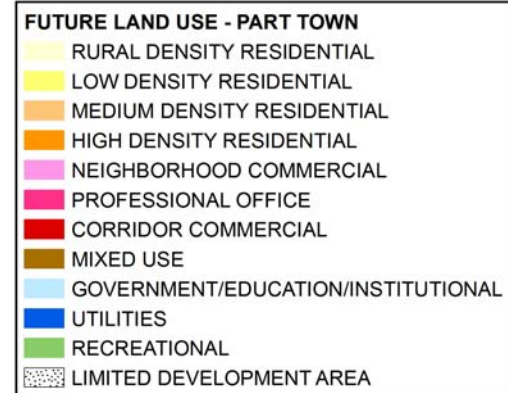 FUTURE LAND USE - PART TOWN
RURAL DENSITY RESIDENTIAL
LOW DENSITY RESIDENTIAL
MEDIUM DENSITY RESIDENTIAL
HIGH DENSITY RESIDENTIAL
NEIGHBORHOOD COMMERCIAL
PROFESSIONAL OFFICE
CORRIDOR COMMERCIAL
MIXED USE
GOVERNMENT/EDUCATION/INSTITUTIONAL
UTILITIES
RECREATIONAL
LIMITED DEVELOPMENT AREA